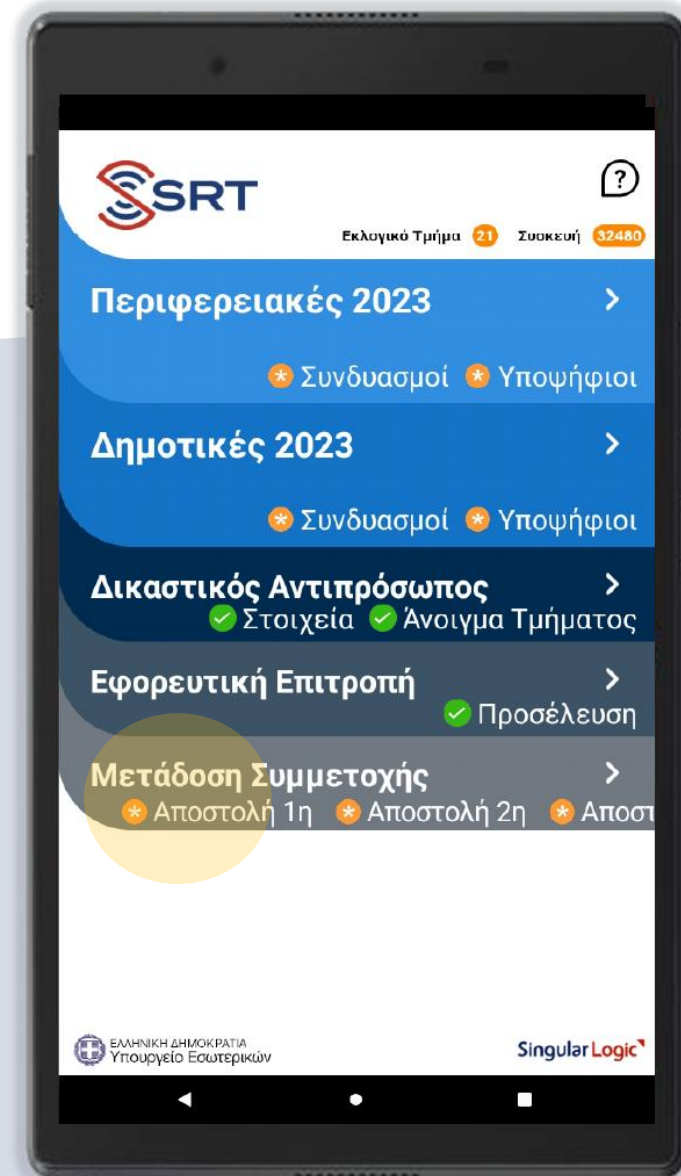 SRT
?
Εκλογικό Τμήμα 21 Συσκευή 32480
Περιφερειακές 2023
Συνδυασμοί Υποψήφιοι
Δημοτικές 2023
Συνδυασμοί Υποψήφιοι
Δικαστικός Αντιπρόσωπος
Στοιχεία Άνοιγμα Τμήματος
Εφορευτική Επιτροπή
Προσέλευση
Μετάδοση Συμμετοχής
Αποστολή 1η Αποστολή 2η Αποστ
ΕΛΛΗΝΙΚΗ ΔΗΜΟΚΡΑΤΙΑ
Υπουργείο Εσωτερικών
SingularLogic